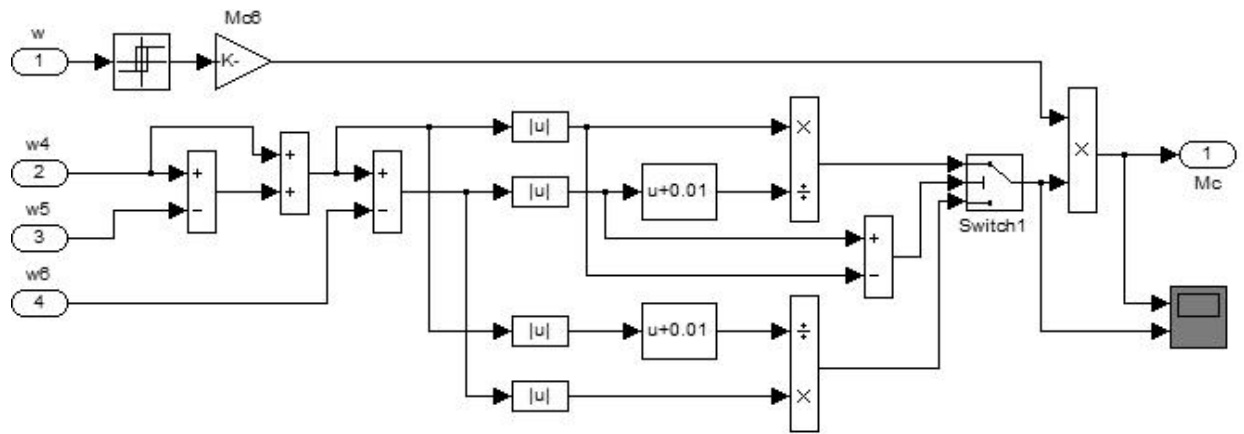 w
1
Mc6
K-
w4
2
w5
3
w6
4
+
-
+
+
+
-
|u|
|u|
u+0.01
×
÷
+
-
Switch1
|u|
u+0.01
|u|
÷
×
×
1
Mc